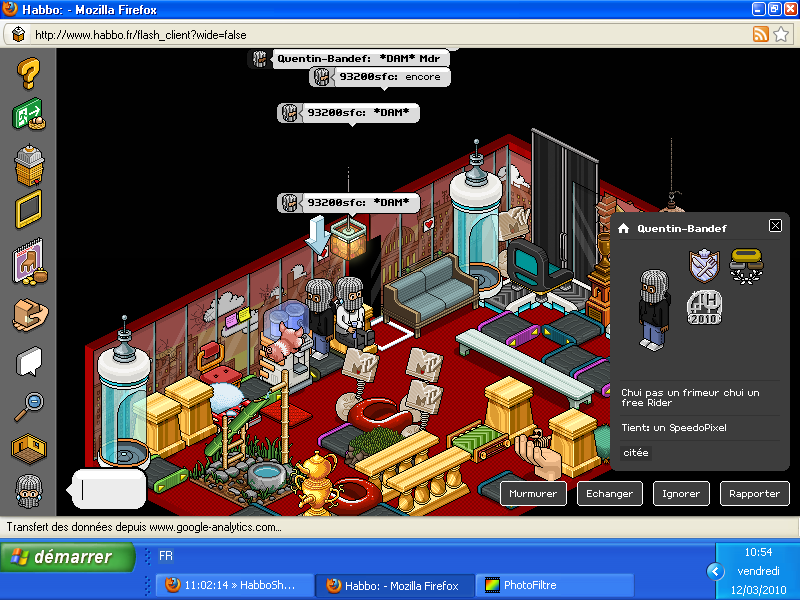 Habbo: - Mozilla Firefox
http://www.habbo.fr/flash_client?wide=false
Quentin-Bandef: *DAM* Mdr
93200sfc: encore
93200sfc: *DAM*
93200sfc: *DAM*
Quentin-Bandef
2010
Chui pas un frimeur chui un
free Rider
Tient: un SpeedoPixel
citée
Murmurer
Echanger
Ignorer
Rapporter
Transfert des données depuis www.google-analytics.com...
démarrer
FR
11:02:14 » HabboSh...
Habbo: - Mozilla Firefox
PhotoFiltre
10:54
vendredi
12/03/2010